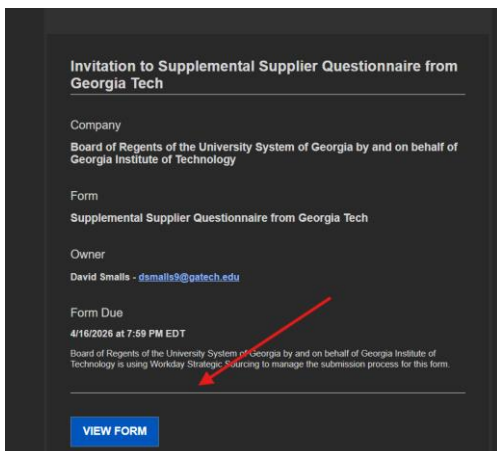 Invitation to Supplemental Supplier Questionnaire from
Georgia Tech
Company
Board of Regents of the University System of Georgia by and on behalf of
Georgia Institute of Technology
Form
Supplemental Supplier Questionnaire from Georgia Tech
Owner
David Smalls - dsmalls9@gatech.edu
Form Due
4/16/2026 at 7:59 PM EDT
Board of Regents of the University System of Georgia by and on behalf of Georgia Institute of
Technology is using Workday Strategic Sourcing to manage the submission process for this form.
VIEW FORM